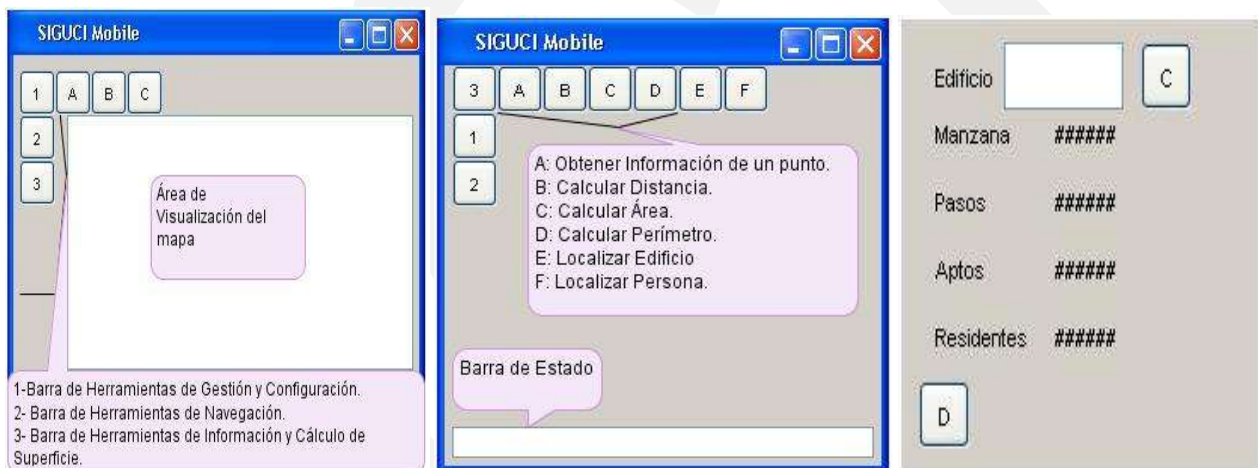 SIGUCI Mobile
1 A B C
2
3
Área de
Visualización del
mapa
1-Barra de Herramientas de Gestión y Configuración.
2- Barra de Herramientas de Navegación.
3- Barra de Herramientas de Información y Cálculo de
Superficie.
SIGUCI Mobile
3 A B C D E F
1
2
A: Obtener Información de un punto.
B: Calcular Distancia.
C: Calcular Área.
D: Calcular Perímetro.
E: Localizar Edificio
F: Localizar Persona.
Barra de Estado
Edificio C
Manzana ######
Pasos ######
Aptos ######
Residentes ######
D